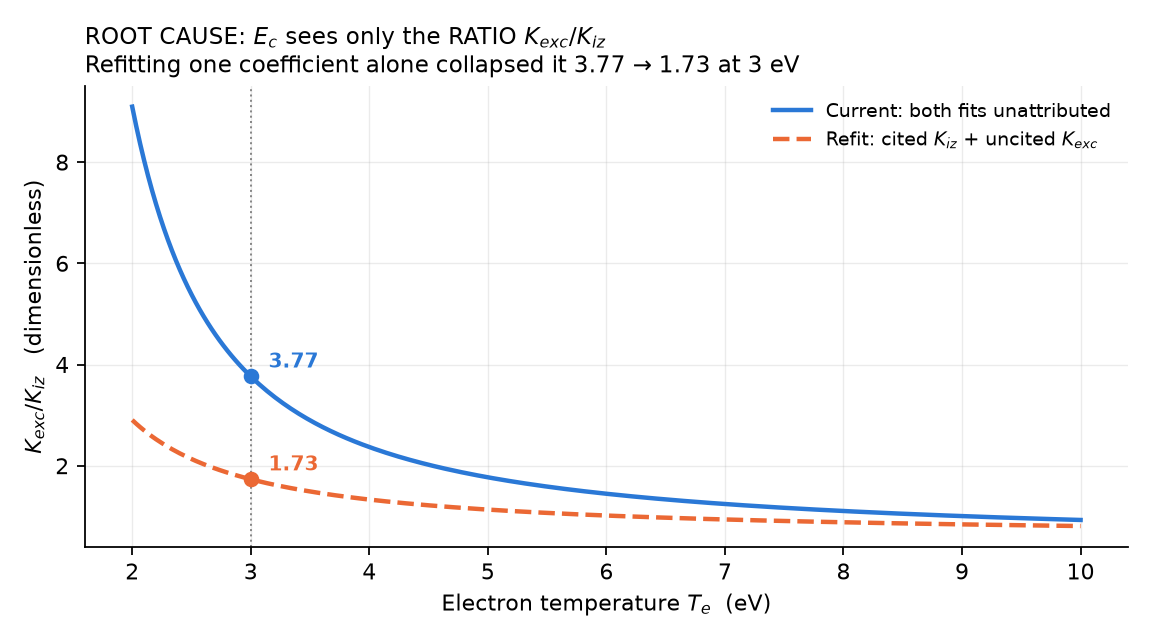 ROOT CAUSE: E_c sees only the RATIO K_exc/K_iz
Refitting one coefficient alone collapsed it 3.77 → 1.73 at 3 eV
Current: both fits unattributed
Refit: cited K_iz + uncited K_exc
K_exc/K_iz (dimensionless)
8
6
4
2
3.77
1.73
2 3 4 5 6 7 8 9 10
Electron temperature T_e (eV)